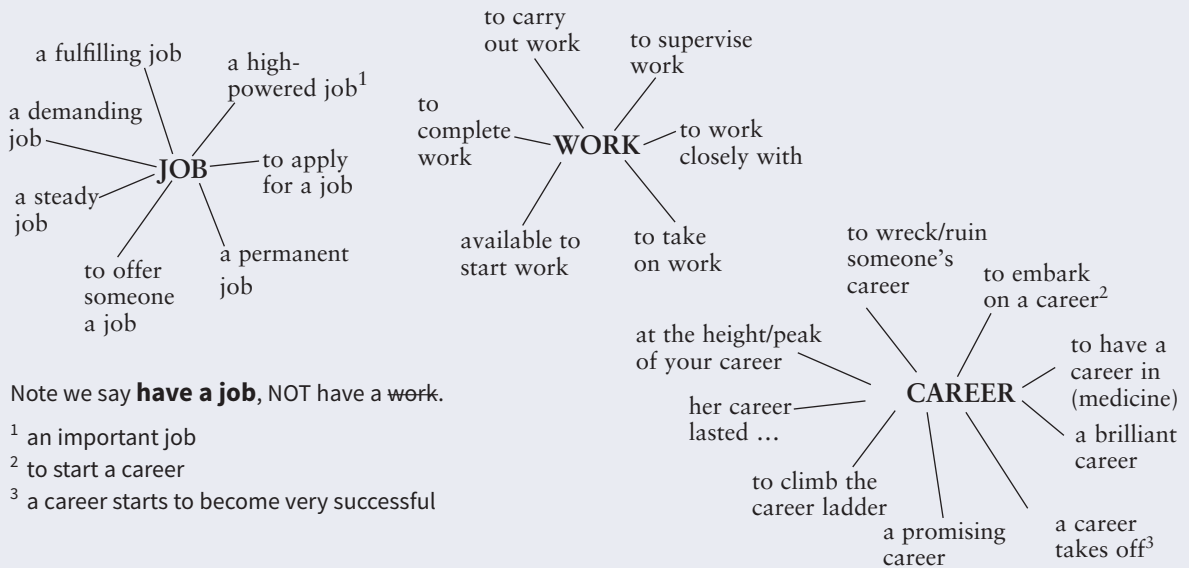 a fulfilling job
a high-
powered job¹
a demanding
job
JOB
to apply
for a job
a steady
job
a permanent
job
to offer
someone
a job
to carry
out work
to supervise
work
to
complete
work
WORK
to work
closely with
available to
start work
to take
on work
to wreck/ruin
someone's
career
to embark
on a career²
at the height/peak
of your career
to have a
career in
(medicine)
CAREER
her career
lasted …
a brilliant
career
to climb the
career ladder
a promising
career
a career
takes off³
Note we say have a job, NOT have a work.
¹ an important job
² to start a career
³ a career starts to become very successful